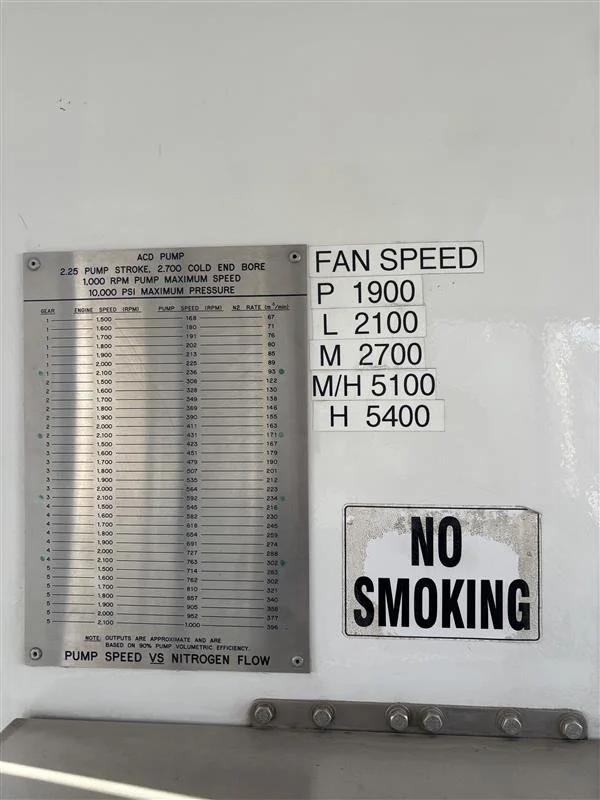 ACD PUMP
2.25 PUMP STROKE, 2.700 COLD END BORE
1,000 RPM PUMP MAXIMUM SPEED
10,000 PSI MAXIMUM PRESSURE
GEAR ENGINE SPEED (RPM) PUMP SPEED (RPM) N2 RATE (m³/min)
1 1,500 168 67
1 1,600 180 71
1 1,700 191 76
1 1,800 202 80
1 1,900 213 85
1 2,000 225 89
1 2,100 236 93
2 1,500 308 122
2 1,600 328 130
2 1,700 349 138
2 1,800 369 146
2 1,900 390 155
2 2,000 411 163
2 2,100 431 171
3 1,500 423 167
3 1,600 451 179
3 1,700 479 190
3 1,800 507 201
3 1,900 535 212
3 2,000 564 223
3 2,100 592 234
4 1,500 545 216
4 1,600 582 230
4 1,700 618 245
4 1,800 654 259
4 1,900 691 274
4 2,000 727 288
4 2,100 763 302
5 1,500 714 283
5 1,600 762 302
5 1,700 810 321
5 1,800 857 340
5 1,900 905 358
5 2,000 952 377
5 2,100 1,000 396
NOTE: OUTPUTS ARE APPROXIMATE AND ARE
BASED ON 90% PUMP VOLUMETRIC EFFICIENCY.
PUMP SPEED VS NITROGEN FLOW
FAN SPEED
P 1900
L 2100
M 2700
M/H 5100
H 5400
NO
SMOKING